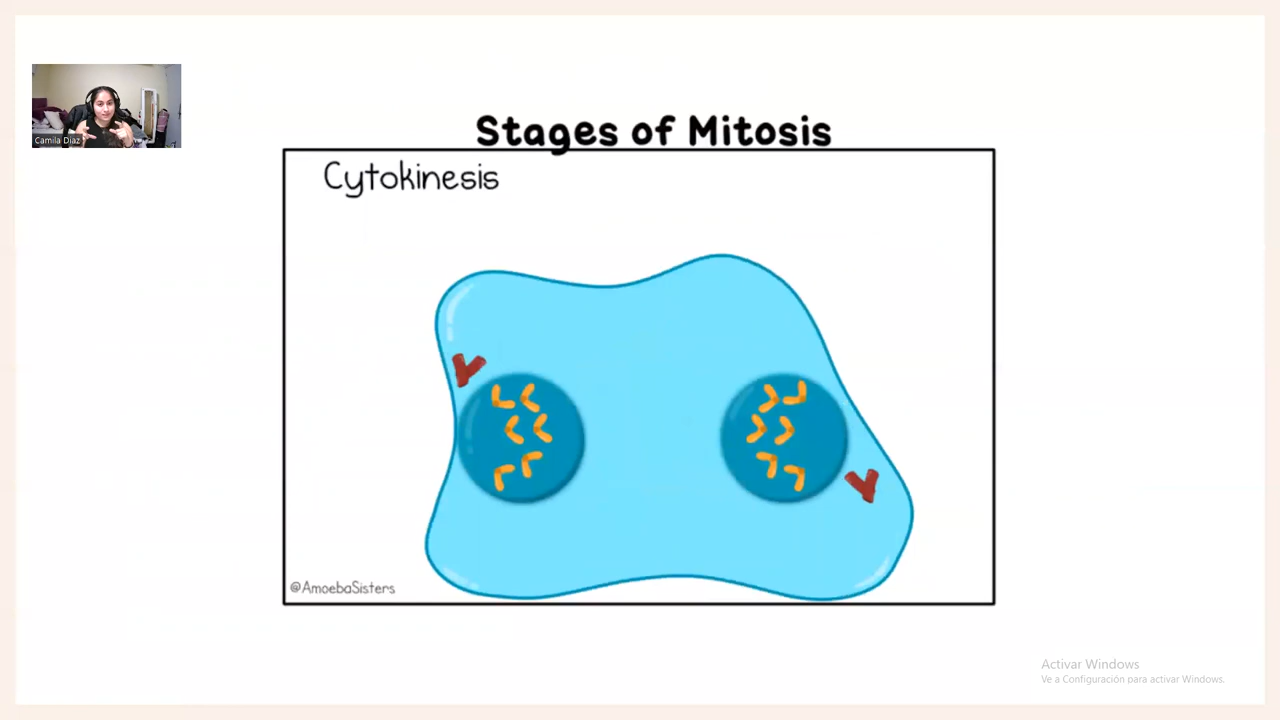 Camila Diaz
Stages of Mitosis
Cytokinesis
@AmoebaSisters
Activar Windows
Ve a Configuración para activar Windows.